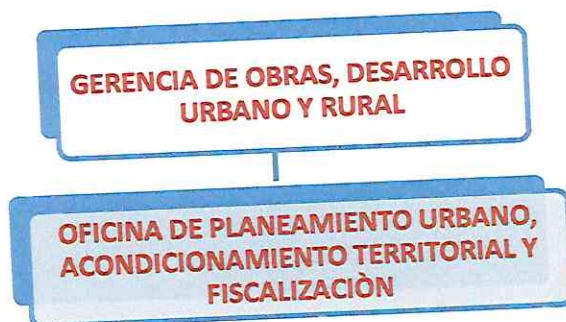 GERENCIA DE OBRAS, DESARROLLO
URBANO Y RURAL
OFICINA DE PLANEAMIENTO URBANO,
ACONDICIONAMIENTO TERRITORIAL Y
FISCALIZACIÒN